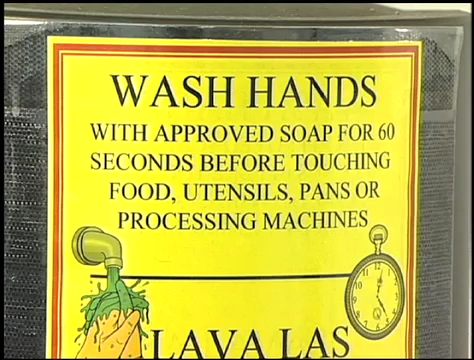 WASH HANDS
WITH APPROVED SOAP FOR 60
SECONDS BEFORE TOUCHING
FOOD, UTENSILS, PANS OR
PROCESSING MACHINES
LAVA LAS